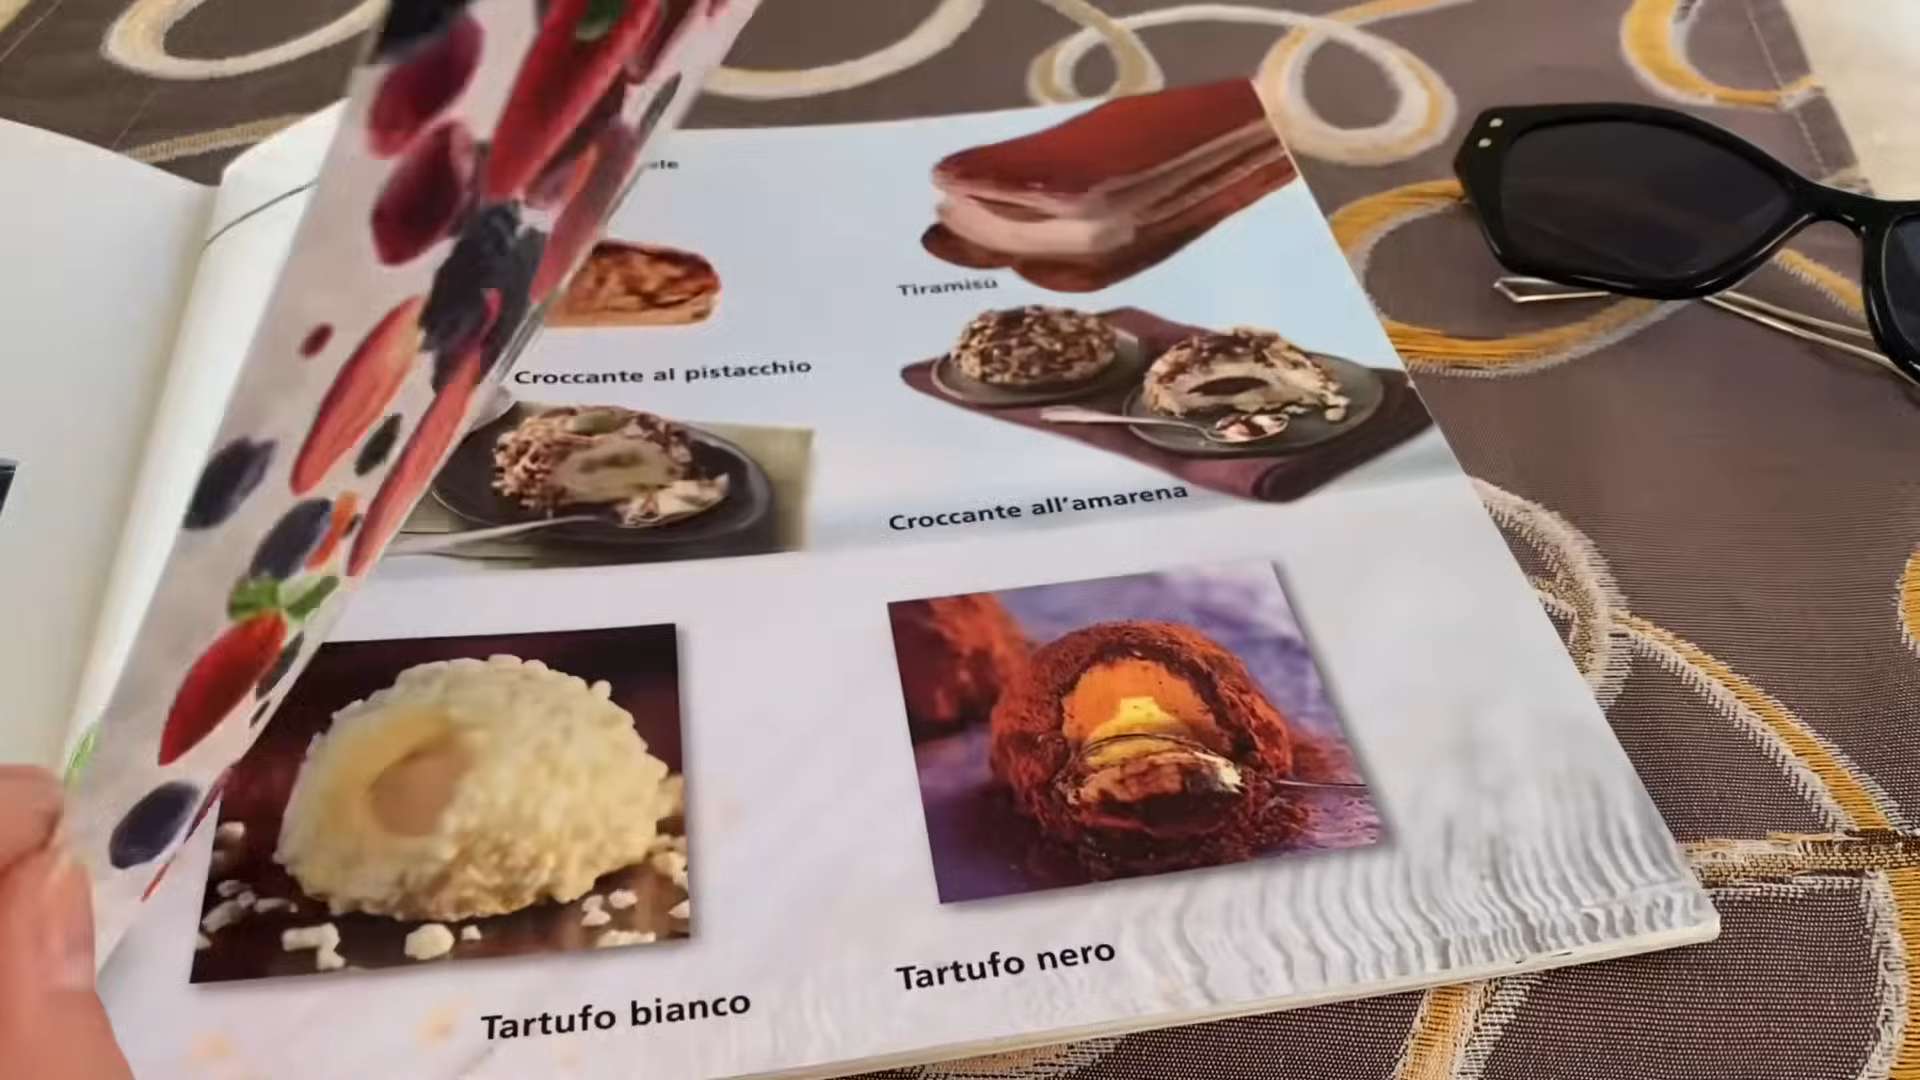 Tiramisù
Croccante al pistacchio
Croccante all'amarena
Tartufo bianco
Tartufo nero